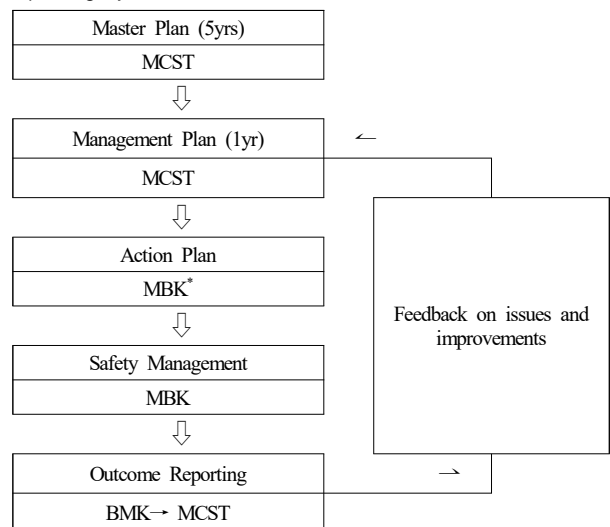 Master Plan (5yrs)
MCST
⇩
Management Plan (1yr)
↼
MCST
⇩
Action Plan
MBK*
⇩
Feedback on issues and
improvements
Safety Management
MBK
⇩
Outcome Reporting
⇀
BMK→ MCST